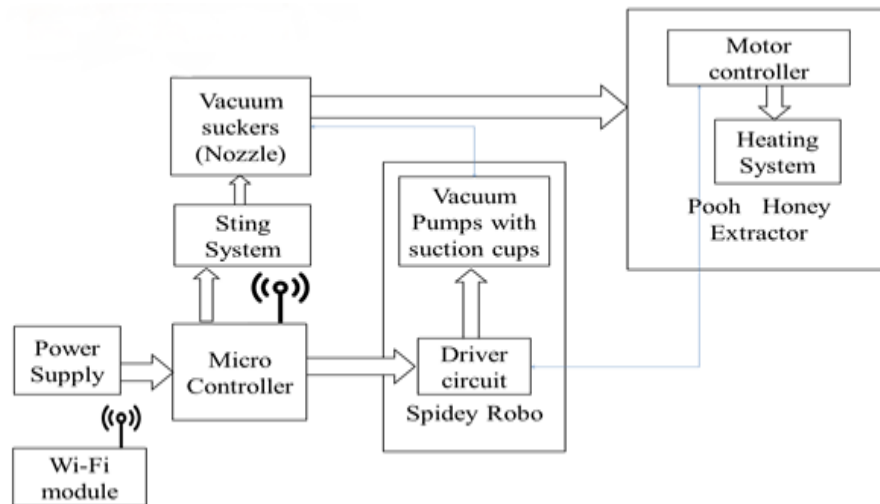 Motor
controller
Vacuum
suckers
(Nozzle)
Heating
System
Vacuum
Pumps with
suction cups
Pooh Honey
Extractor
Sting
System
Power
Supply
Micro
Controller
Driver
circuit
Spidey Robo
Wi-Fi
module